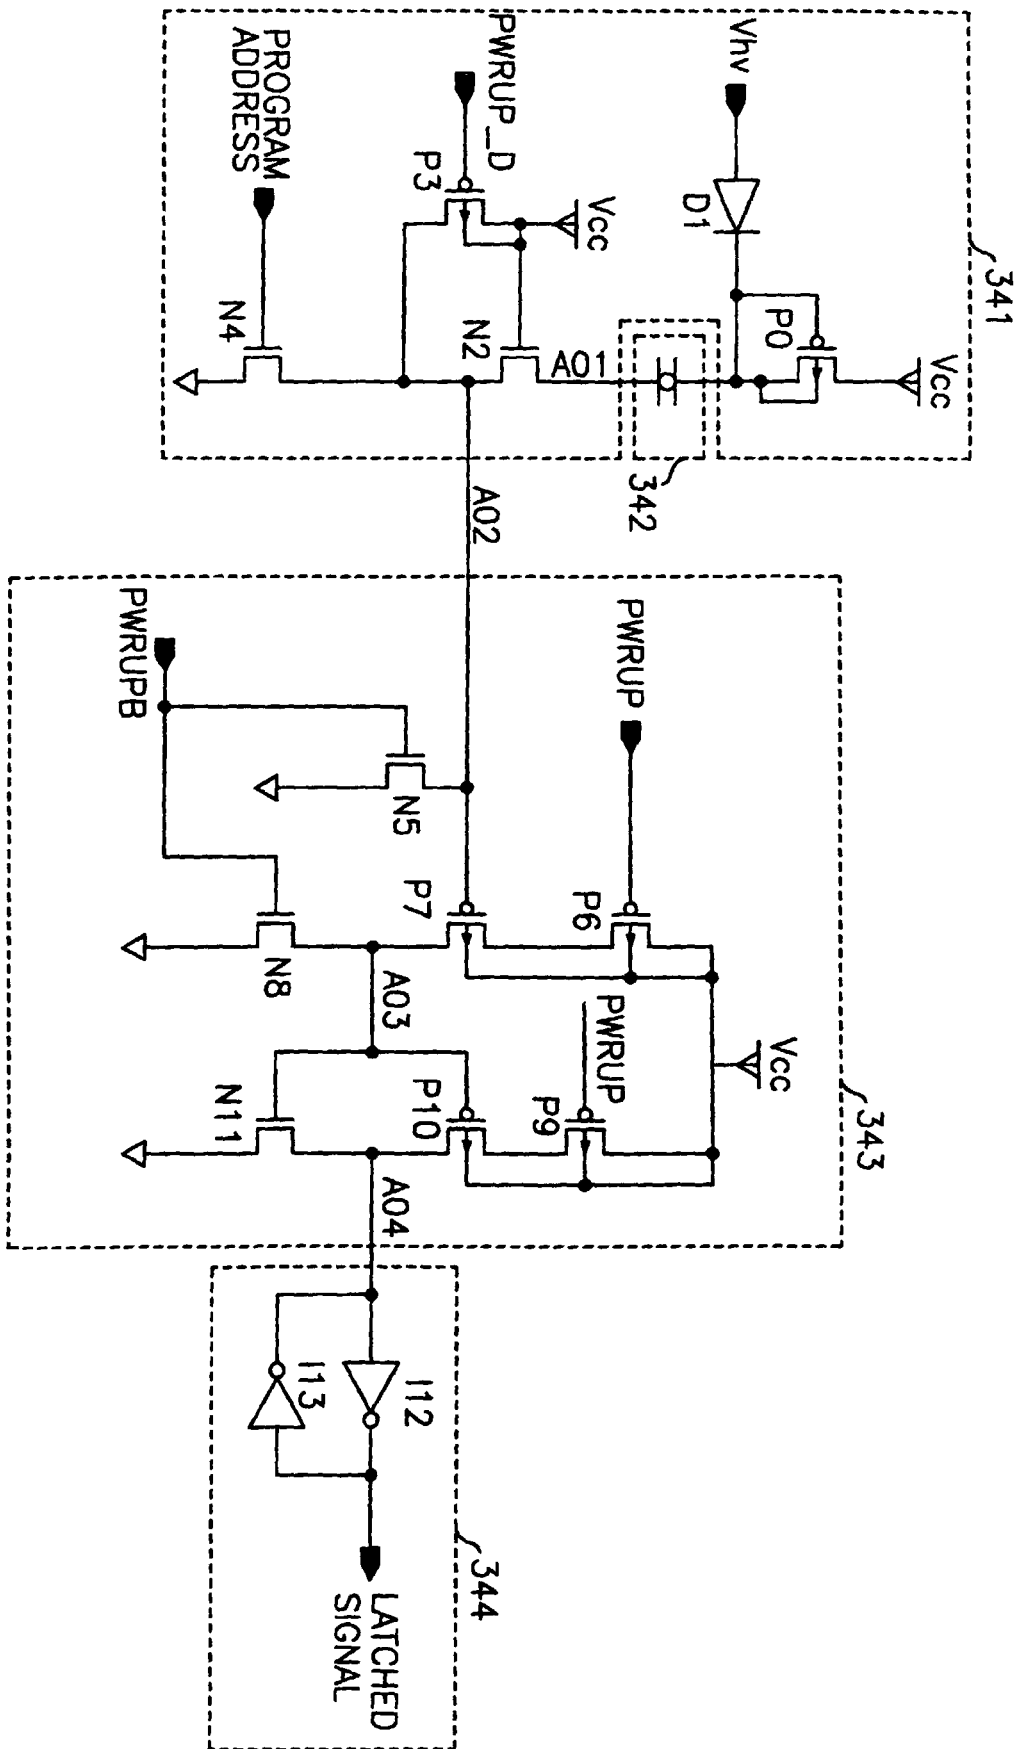 341
Vhv
D1
P0
Vcc
342
A01
PWRUP_D
P3
Vcc
N2
PROGRAM
ADDRESS
N4
A02
343
PWRUP
P6
Vcc
PWRUP
P9
P7
P10
N5
PWRUPB
N8
A03
N11
A04
344
I12
I13
LATCHED
SIGNAL